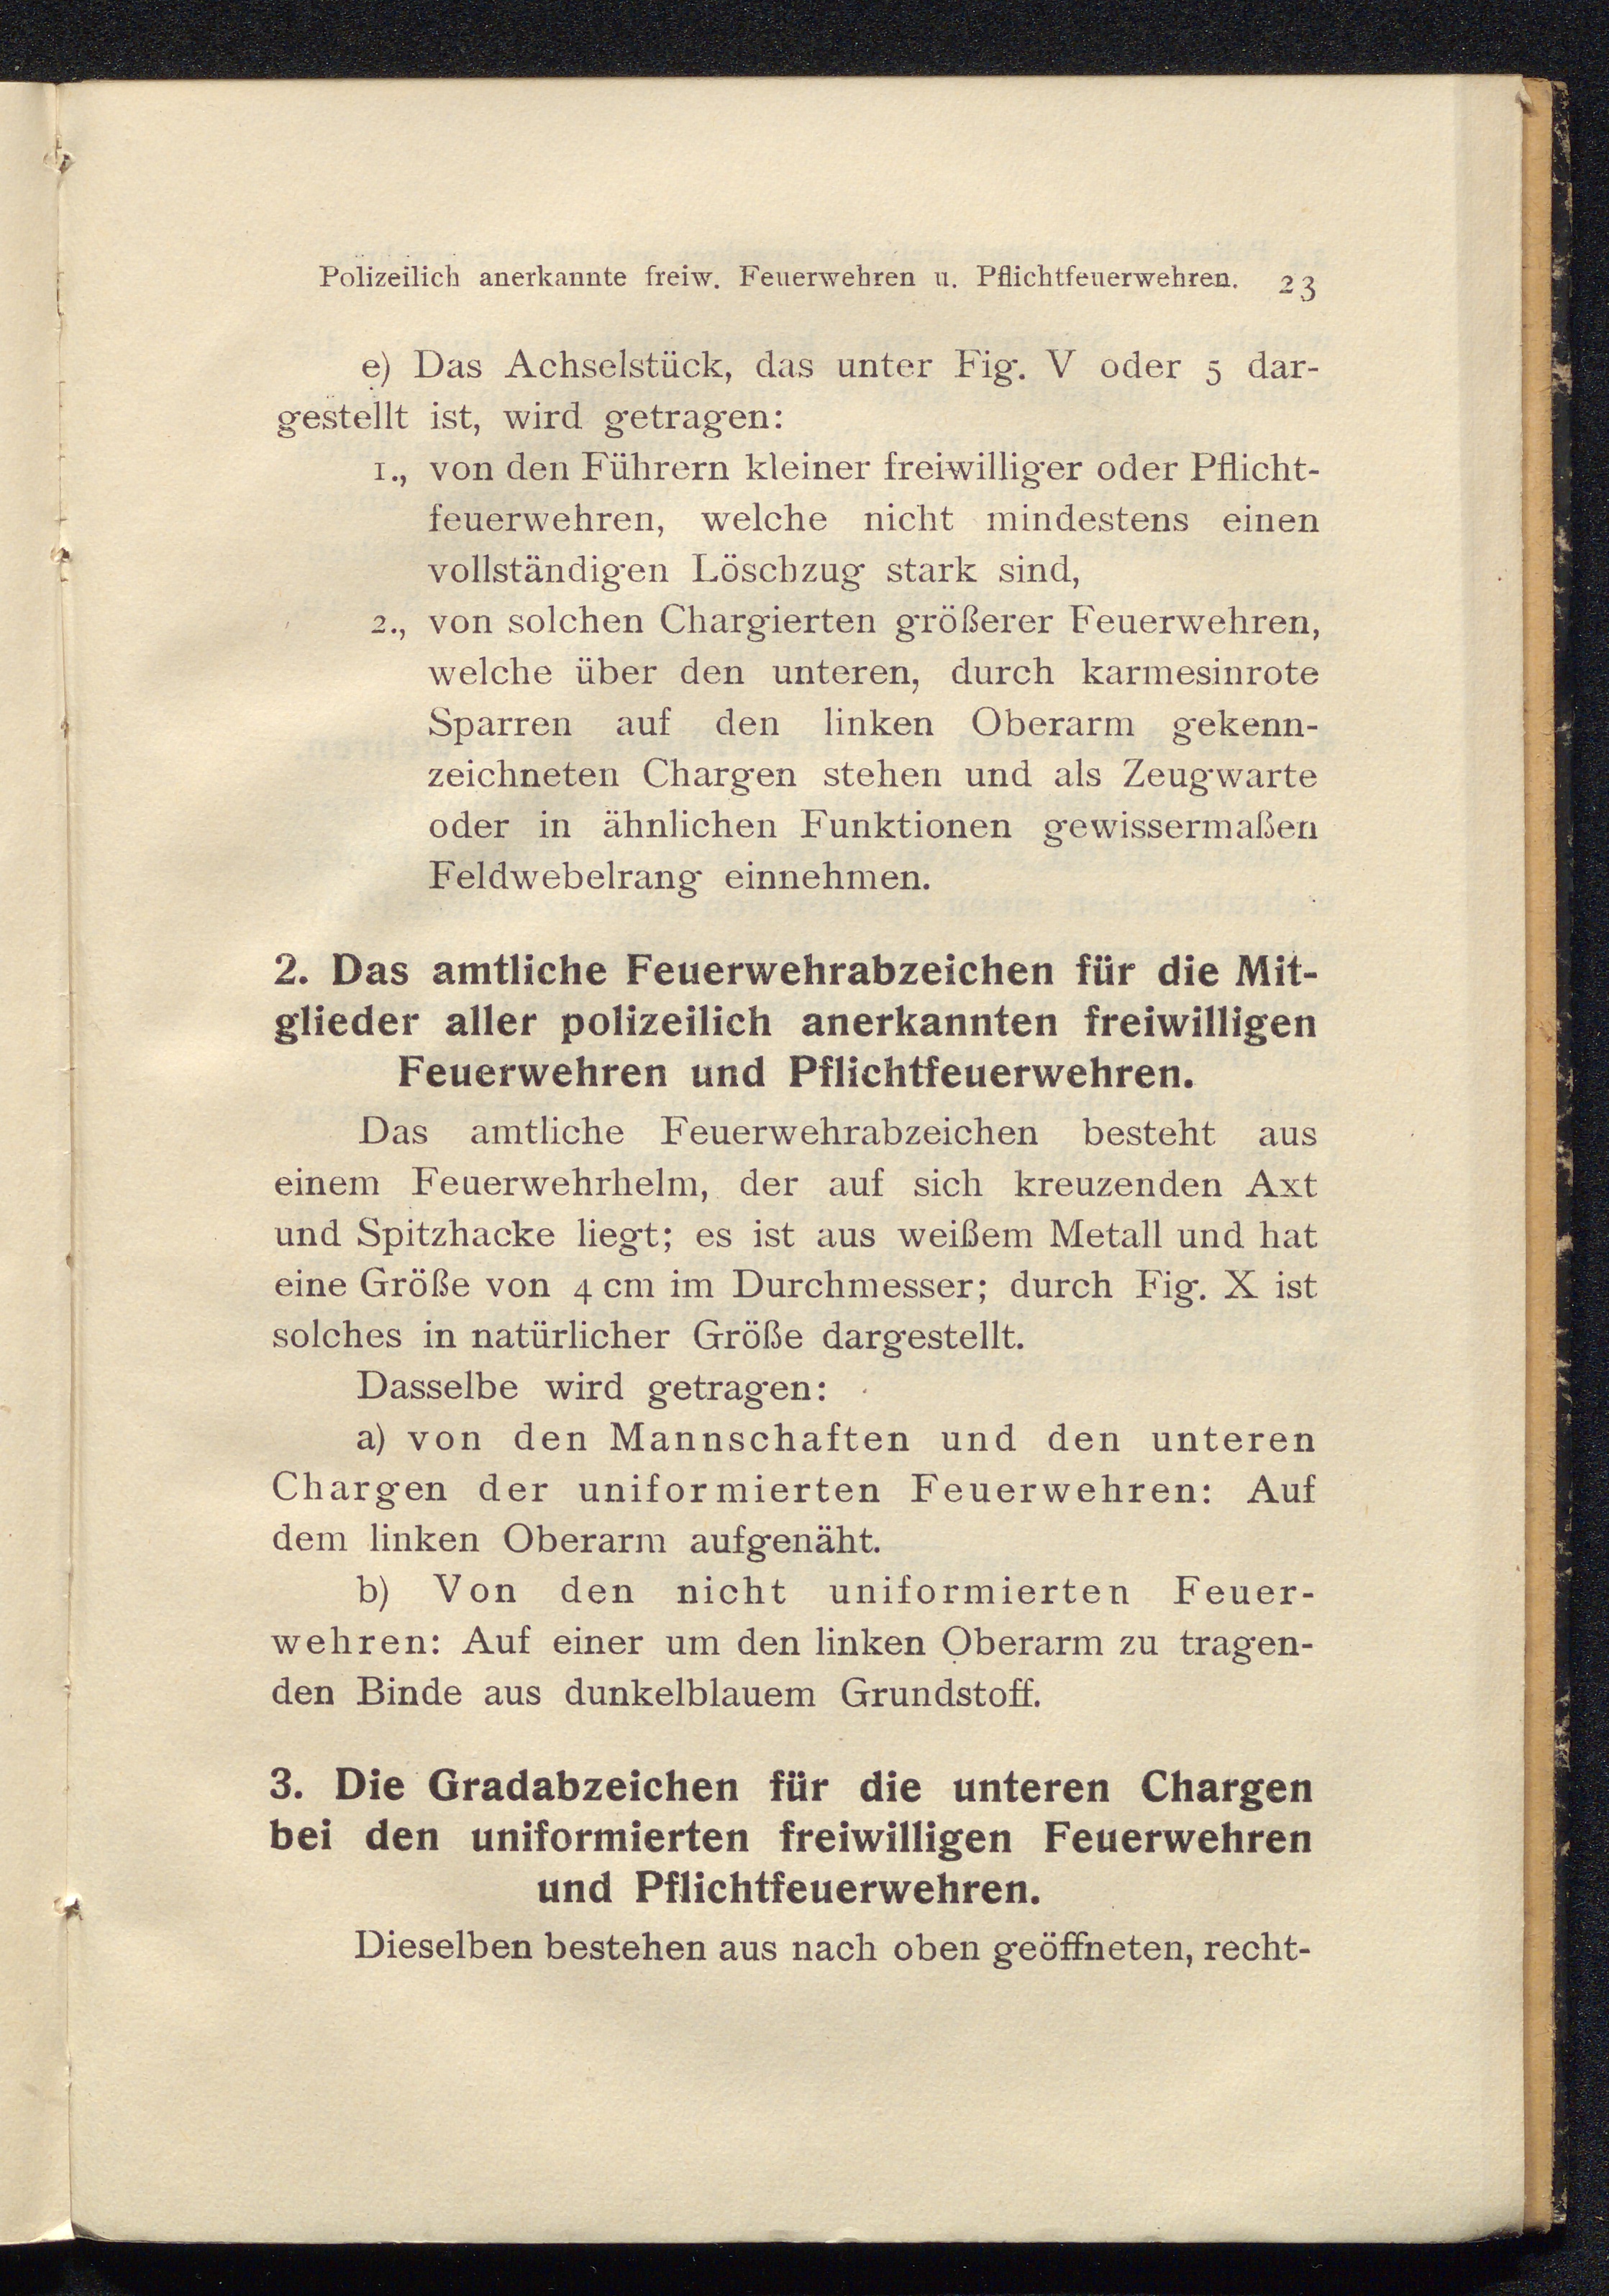 Polizeilich anerkannte freiw. Feuerwehren u. Pflichtfeuerwehren. 23
e) Das Achselstück, das unter Fig. V oder 5 dar-
gestellt ist, wird getragen:
1., von den Führern kleiner freiwilliger oder Pflicht-
feuerwehren, welche nicht mindestens einen
vollständigen Löschzug stark sind,
2., von solchen Chargierten größerer Feuerwehren,
welche über den unteren, durch karmesinrote
Sparren auf den linken Oberarm gekenn-
zeichneten Chargen stehen und als Zeugwarte
oder in ähnlichen Funktionen gewissermaßen
Feldwebelrang einnehmen.
2. Das amtliche Feuerwehrabzeichen für die Mit-
glieder aller polizeilich anerkannten freiwilligen
Feuerwehren und Pflichtfeuerwehren.
Das amtliche Feuerwehrabzeichen besteht aus
einem Feuerwehrhelm, der auf sich kreuzenden Axt
und Spitzhacke liegt; es ist aus weißem Metall und hat
eine Größe von 4 cm im Durchmesser; durch Fig. X ist
solches in natürlicher Größe dargestellt.
Dasselbe wird getragen:
a) von den Mannschaften und den unteren
Chargen der uniformierten Feuerwehren: Auf
dem linken Oberarm aufgenäht.
b) Von den nicht uniformierten Feuer-
wehren: Auf einer um den linken Oberarm zu tragen-
den Binde aus dunkelblauem Grundstoff.
3. Die Gradabzeichen für die unteren Chargen
bei den uniformierten freiwilligen Feuerwehren
und Pflichtfeuerwehren.
Dieselben bestehen aus nach oben geöffneten, recht-